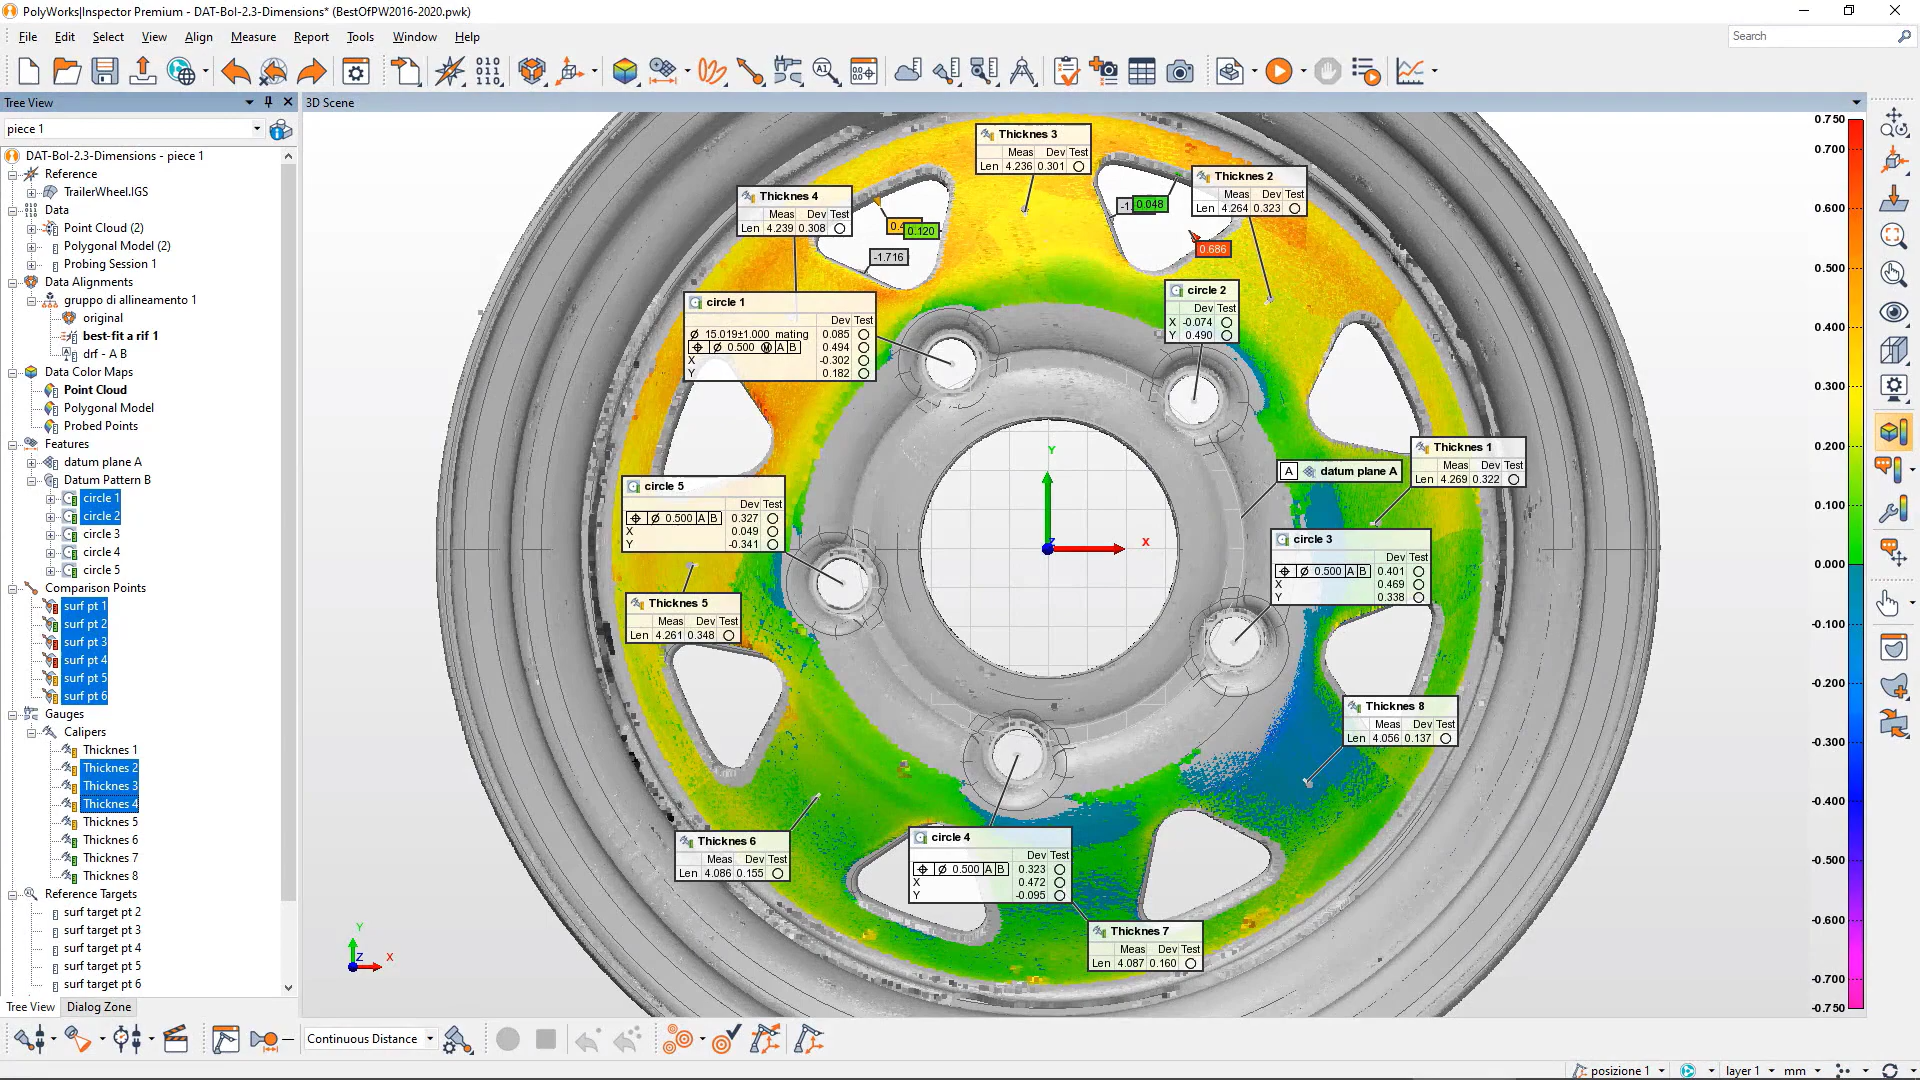 PolyWorks|Inspector Premium - DAT-Bol-2.3-Dimensions* (BestOfPW2016-2020.pwk)
File Edit Select View Align Measure Report Tools Window Help
Search
Tree View
piece 1
DAT-Bol-2.3-Dimensions - piece 1
Reference
TrailerWheel.IGS
Data
Point Cloud (2)
Polygonal Model (2)
Probing Session 1
Data Alignments
gruppo di allineamento 1
original
best-fit a rif 1
drf - A B
Data Color Maps
Point Cloud
Polygonal Model
Probed Points
Features
datum plane A
Datum Pattern B
circle 1
circle 2
circle 3
circle 4
circle 5
Comparison Points
surf pt 1
surf pt 2
surf pt 3
surf pt 4
surf pt 5
surf pt 6
Gauges
Calipers
Thicknes 1
Thicknes 2
Thicknes 3
Thicknes 4
Thicknes 5
Thicknes 6
Thicknes 7
Thicknes 8
Reference Targets
surf target pt 2
surf target pt 3
surf target pt 4
surf target pt 5
surf target pt 6
Tree View Dialog Zone
3D Scene
Thicknes 3
Meas Dev Test
Len 4.236 0.301
Thicknes 2
Meas Dev Test
Len 4.264 0.323
Thicknes 4
Meas Dev Test
Len 4.239 0.308
0.120
-1.716
0.048
0.686
circle 1
Dev Test
Ø 15.019±1.000 mating 0.085
⌖ Ø 0.500 Ⓜ A B 0.494
X -0.302
Y 0.182
circle 2
Dev Test
X -0.074
Y 0.490
Thicknes 1
Meas Dev Test
Len 4.269 0.322
A datum plane A
circle 5
Dev Test
⌖ Ø 0.500 A B 0.327
X 0.049
Y -0.341
circle 3
Dev Test
⌖ Ø 0.500 A B 0.401
X 0.469
Y 0.338
Thicknes 5
Meas Dev Test
Len 4.261 0.348
Thicknes 8
Meas Dev Test
Len 4.056 0.137
Thicknes 6
Meas Dev Test
Len 4.086 0.155
circle 4
Dev Test
⌖ Ø 0.500 A B 0.323
X 0.472
Y -0.095
Thicknes 7
Meas Dev Test
Len 4.087 0.160
Y
Z
X
Y
Z
X
0.750
0.700
0.600
0.500
0.400
0.300
0.200
0.100
0.000
-0.100
-0.200
-0.300
-0.400
-0.500
-0.600
-0.700
-0.750
Continuous Distance
posizione 1
layer 1
mm